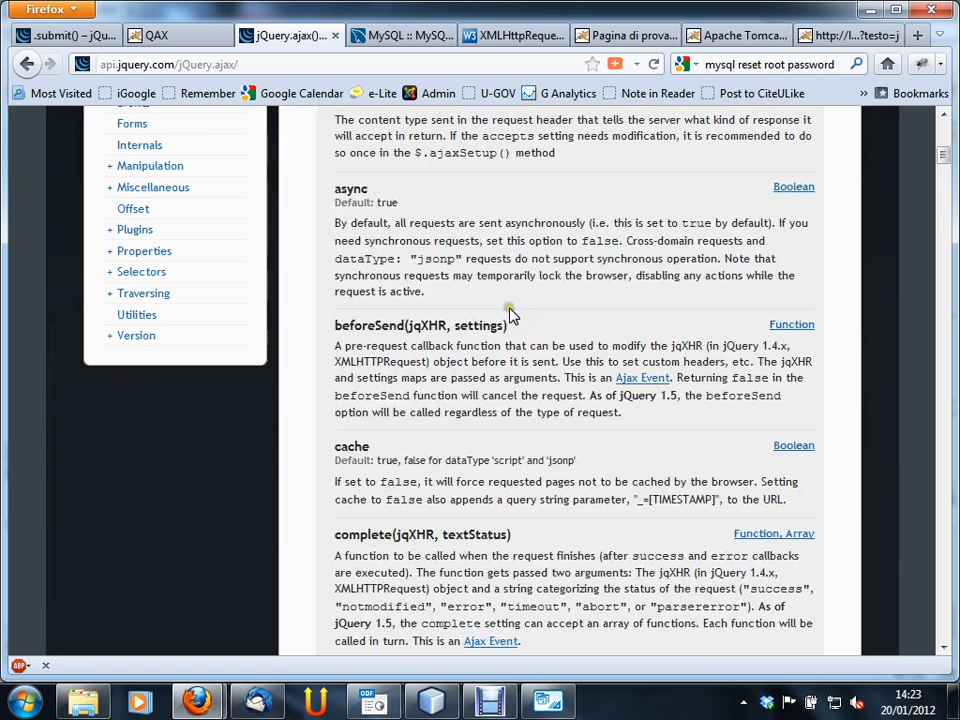 Firefox
.submit() – jQu...
QAX
jQuery.ajax()...
MySQL :: MySQ...
XMLHttpReque...
Pagina di prova...
Apache Tomca...
http://l...?testo=j
api.jquery.com/jQuery.ajax/
mysql reset root password
Most Visited
iGoogle
Remember
Google Calendar
e-Lite
Admin
U-GOV
G Analytics
Note in Reader
Post to CiteULike
»
Bookmarks
Forms
Internals
+ Manipulation
+ Miscellaneous
Offset
+ Plugins
+ Properties
+ Selectors
+ Traversing
Utilities
+ Version
The content type sent in the request header that tells the server what kind of response it
will accept in return. If the accepts setting needs modification, it is recommended to do
so once in the $.ajaxSetup() method
async
Boolean
Default: true
By default, all requests are sent asynchronously (i.e. this is set to true by default). If you
need synchronous requests, set this option to false. Cross-domain requests and
dataType: "jsonp" requests do not support synchronous operation. Note that
synchronous requests may temporarily lock the browser, disabling any actions while the
request is active.
beforeSend(jqXHR, settings)
Function
A pre-request callback function that can be used to modify the jqXHR (in jQuery 1.4.x,
XMLHTTPRequest) object before it is sent. Use this to set custom headers, etc. The jqXHR
and settings maps are passed as arguments. This is an Ajax Event. Returning false in the
beforeSend function will cancel the request. As of jQuery 1.5, the beforeSend
option will be called regardless of the type of request.
cache
Boolean
Default: true, false for dataType 'script' and 'jsonp'
If set to false, it will force requested pages not to be cached by the browser. Setting
cache to false also appends a query string parameter, "_=[TIMESTAMP]", to the URL.
complete(jqXHR, textStatus)
Function, Array
A function to be called when the request finishes (after success and error callbacks
are executed). The function gets passed two arguments: The jqXHR (in jQuery 1.4.x,
XMLHTTPRequest) object and a string categorizing the status of the request ("success",
"notmodified", "error", "timeout", "abort", or "parsererror"). As of
jQuery 1.5, the complete setting can accept an array of functions. Each function will be
called in turn. This is an Ajax Event.
ABP
ODF
14:23
20/01/2012